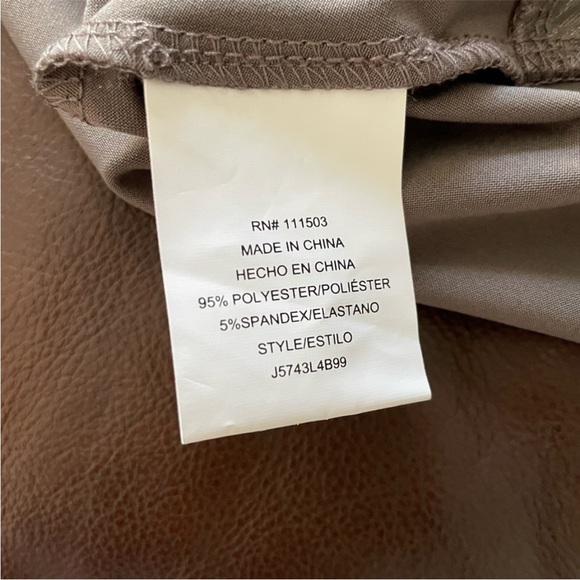 RN# 111503
MADE IN CHINA
HECHO EN CHINA
95% POLYESTER/POLIÉSTER
5%SPANDEX/ELASTANO
STYLE/ESTILO
J5743L4B99